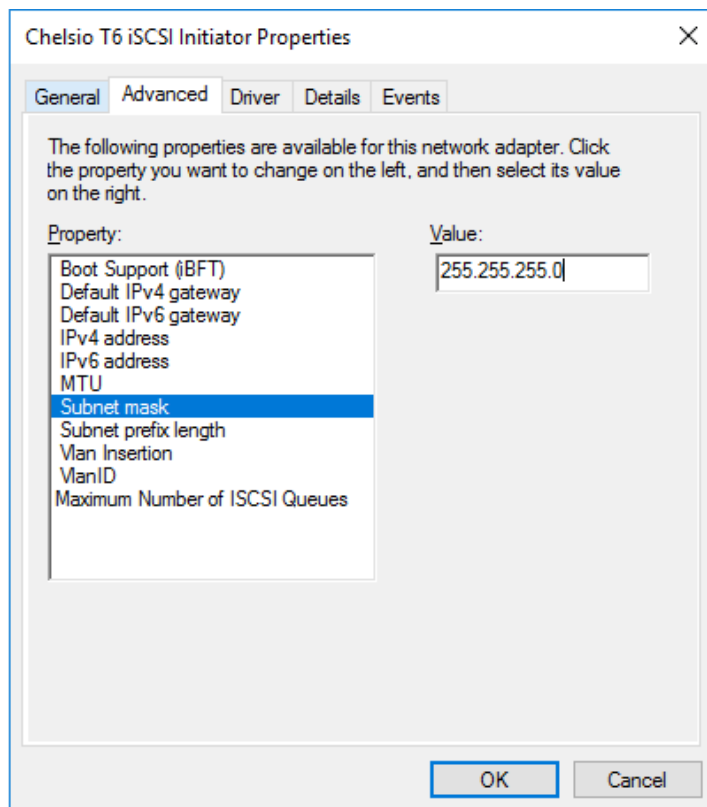 Chelsio T6 iSCSI Initiator Properties
General Advanced Driver Details Events
The following properties are available for this network adapter. Click
the property you want to change on the left, and then select its value
on the right.
Property: Value:
Boot Support (iBFT) 255.255.255.0
Default IPv4 gateway
Default IPv6 gateway
IPv4 address
IPv6 address
MTU
Subnet mask
Subnet prefix length
Vlan Insertion
VlanID
Maximum Number of ISCSI Queues
OK Cancel